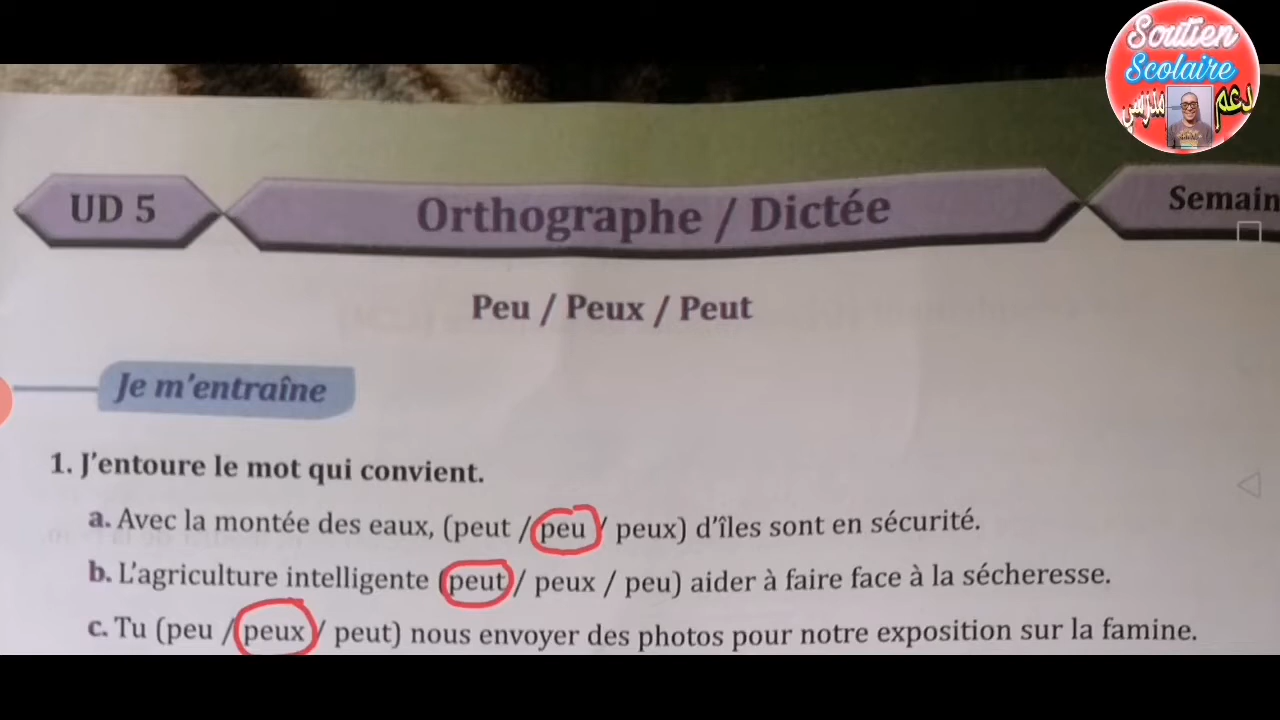 Soutien
Scolaire
دعم مدرسي
UD 5
Orthographe / Dictée
Semain
Peu / Peux / Peut
Je m'entraîne
1. J'entoure le mot qui convient.
a. Avec la montée des eaux, (peut / peu / peux) d'îles sont en sécurité.
b. L'agriculture intelligente (peut / peux / peu) aider à faire face à la sécheresse.
c. Tu (peu / peux / peut) nous envoyer des photos pour notre exposition sur la famine.